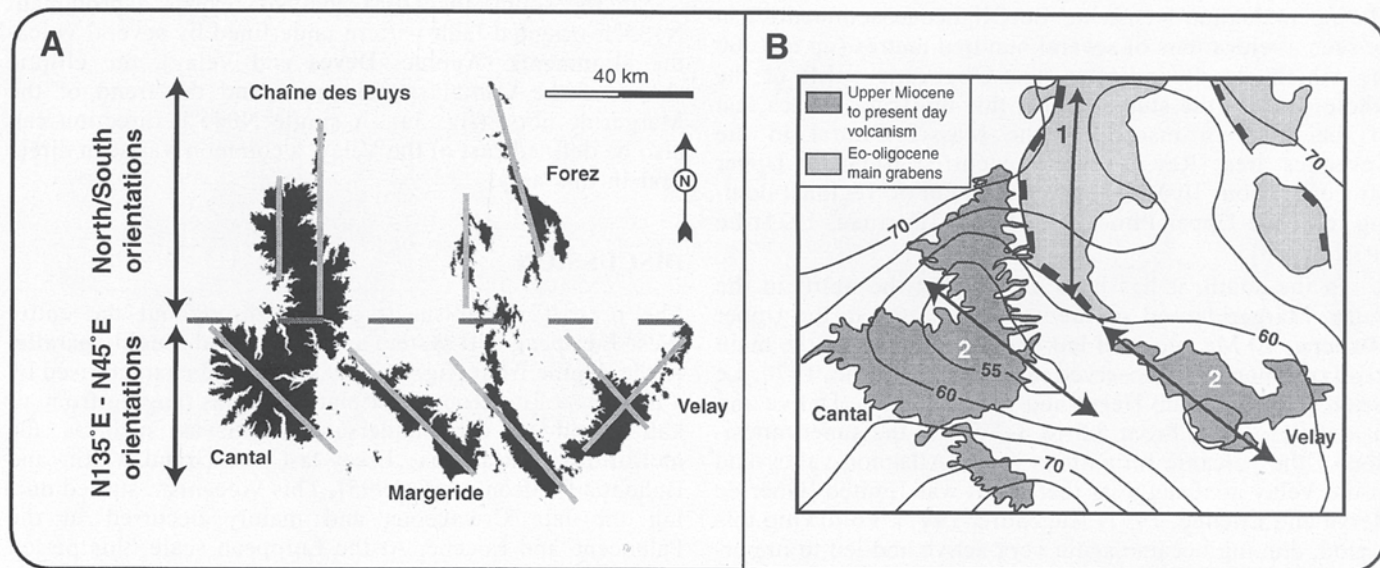 A
North/South
orientations
N135°E - N45°E
orientations
Chaîne des Puys
40 km
N
Forez
Cantal
Margeride
Velay
B
Upper Miocene
to present day
volcanism
Eo-oligocene
main grabens
1
70
70
60
2
55
60
2
Cantal
Velay
70